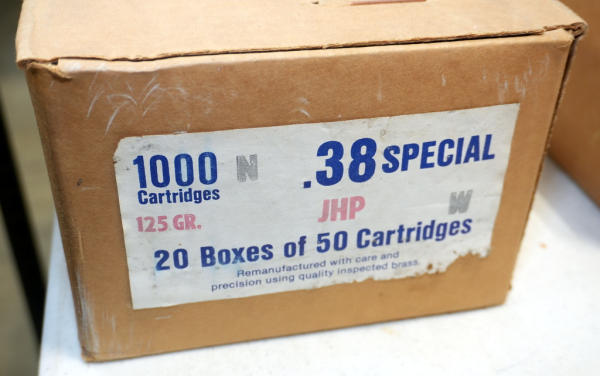 1000 N .38 SPECIAL
Cartridges
125 GR. JHP W
20 Boxes of 50 Cartridges
Remanufactured with care and
precision using quality inspected brass.